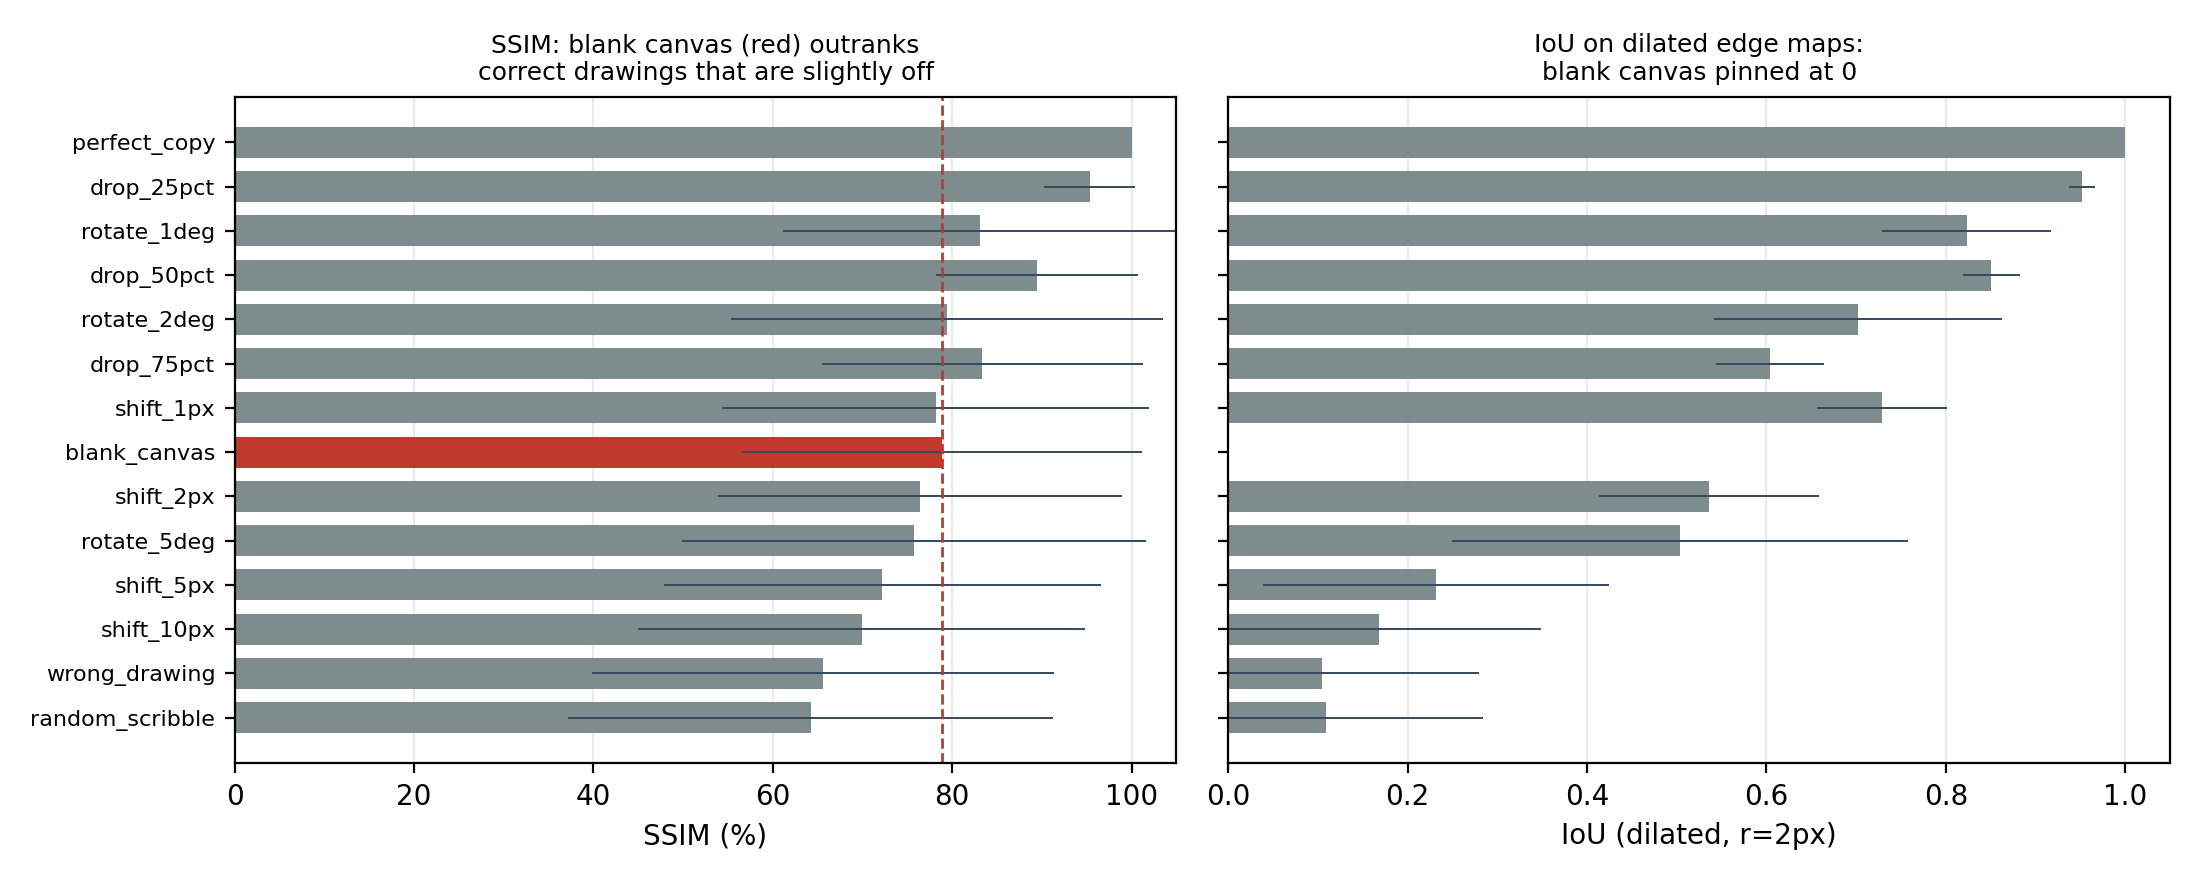 SSIM: blank canvas (red) outranks
correct drawings that are slightly off
perfect_copy
drop_25pct
rotate_1deg
drop_50pct
rotate_2deg
drop_75pct
shift_1px
blank_canvas
shift_2px
rotate_5deg
shift_5px
shift_10px
wrong_drawing
random_scribble
0 20 40 60 80 100
SSIM (%)
IoU on dilated edge maps:
blank canvas pinned at 0
0.0 0.2 0.4 0.6 0.8 1.0
IoU (dilated, r=2px)